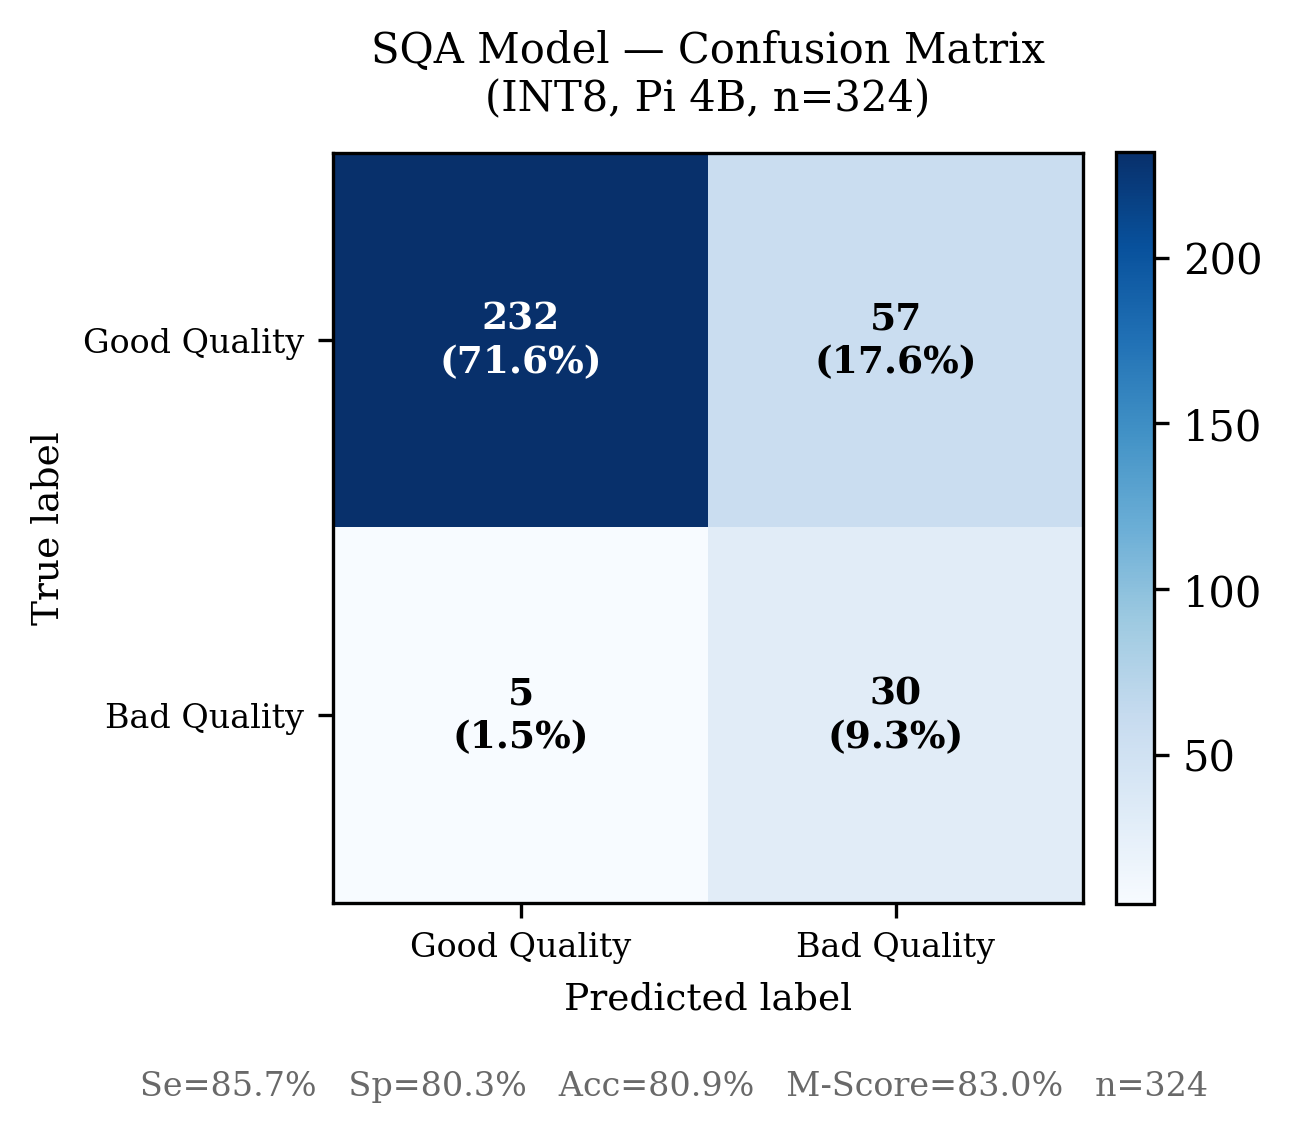 SQA Model — Confusion Matrix
(INT8, Pi 4B, n=324)
True label
Good Quality
232
(71.6%)
57
(17.6%)
Bad Quality
5
(1.5%)
30
(9.3%)
Good Quality
Bad Quality
Predicted label
200
150
100
50
Se=85.7% Sp=80.3% Acc=80.9% M-Score=83.0% n=324